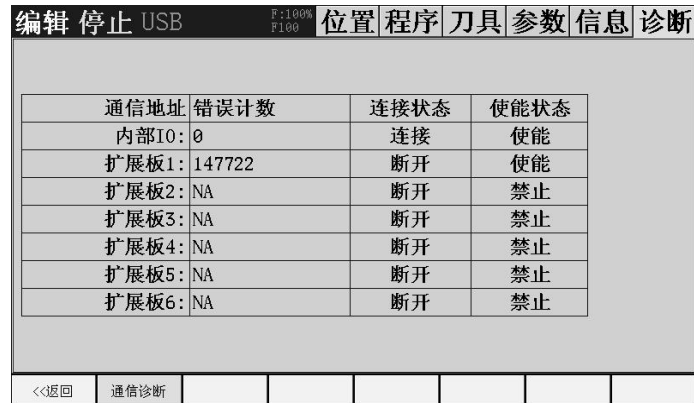 编辑 停止 USB F:100% F100 位置 程序 刀具 参数 信息 诊断
通信地址 错误计数 连接状态 使能状态
内部IO: 0 连接 使能
扩展板1: 147722 断开 使能
扩展板2: NA 断开 禁止
扩展板3: NA 断开 禁止
扩展板4: NA 断开 禁止
扩展板5: NA 断开 禁止
扩展板6: NA 断开 禁止
<<返回 通信诊断